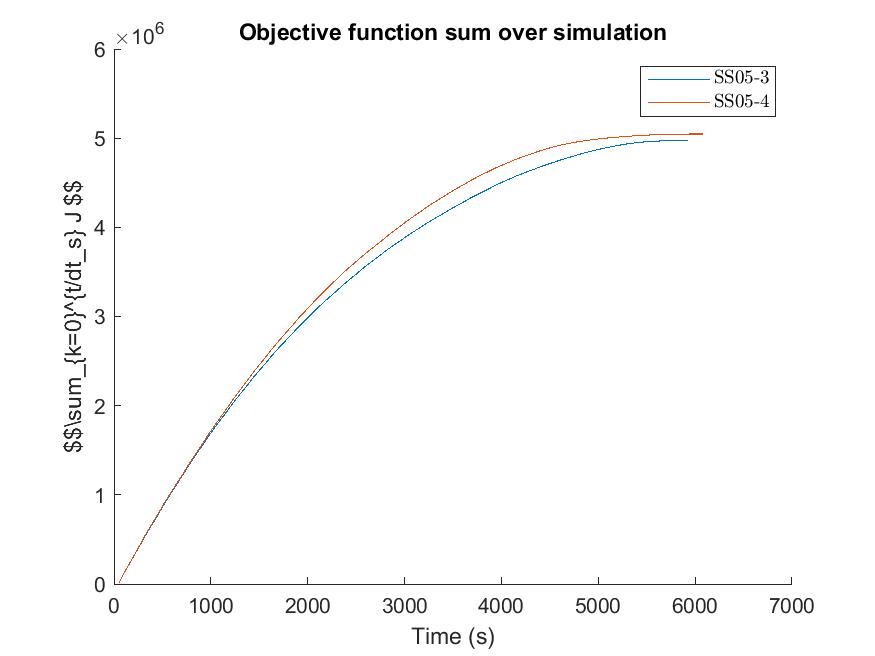 Objective function sum over simulation
×10^6
6
5
4
3
2
1
0
$$\sum_{k=0}^{t/dt_s} J $$
SS05-3
SS05-4
0 1000 2000 3000 4000 5000 6000 7000
Time (s)